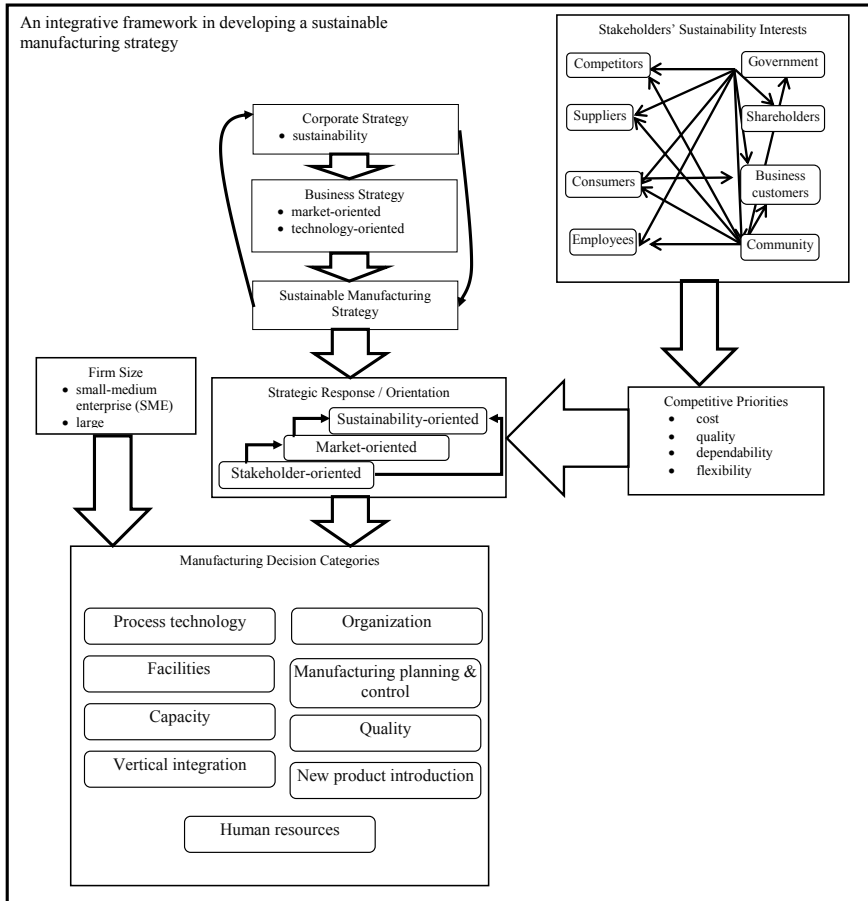 An integrative framework in developing a sustainable
manufacturing strategy
Stakeholders' Sustainability Interests
Competitors
Government
Suppliers
Shareholders
Consumers
Business
customers
Employees
Community
Corporate Strategy
• sustainability
Business Strategy
• market-oriented
• technology-oriented
Sustainable Manufacturing
Strategy
Firm Size
• small-medium
enterprise (SME)
• large
Strategic Response / Orientation
Sustainability-oriented
Market-oriented
Stakeholder-oriented
Competitive Priorities
• cost
• quality
• dependability
• flexibility
Manufacturing Decision Categories
Process technology
Organization
Facilities
Manufacturing planning &
control
Capacity
Quality
Vertical integration
New product introduction
Human resources